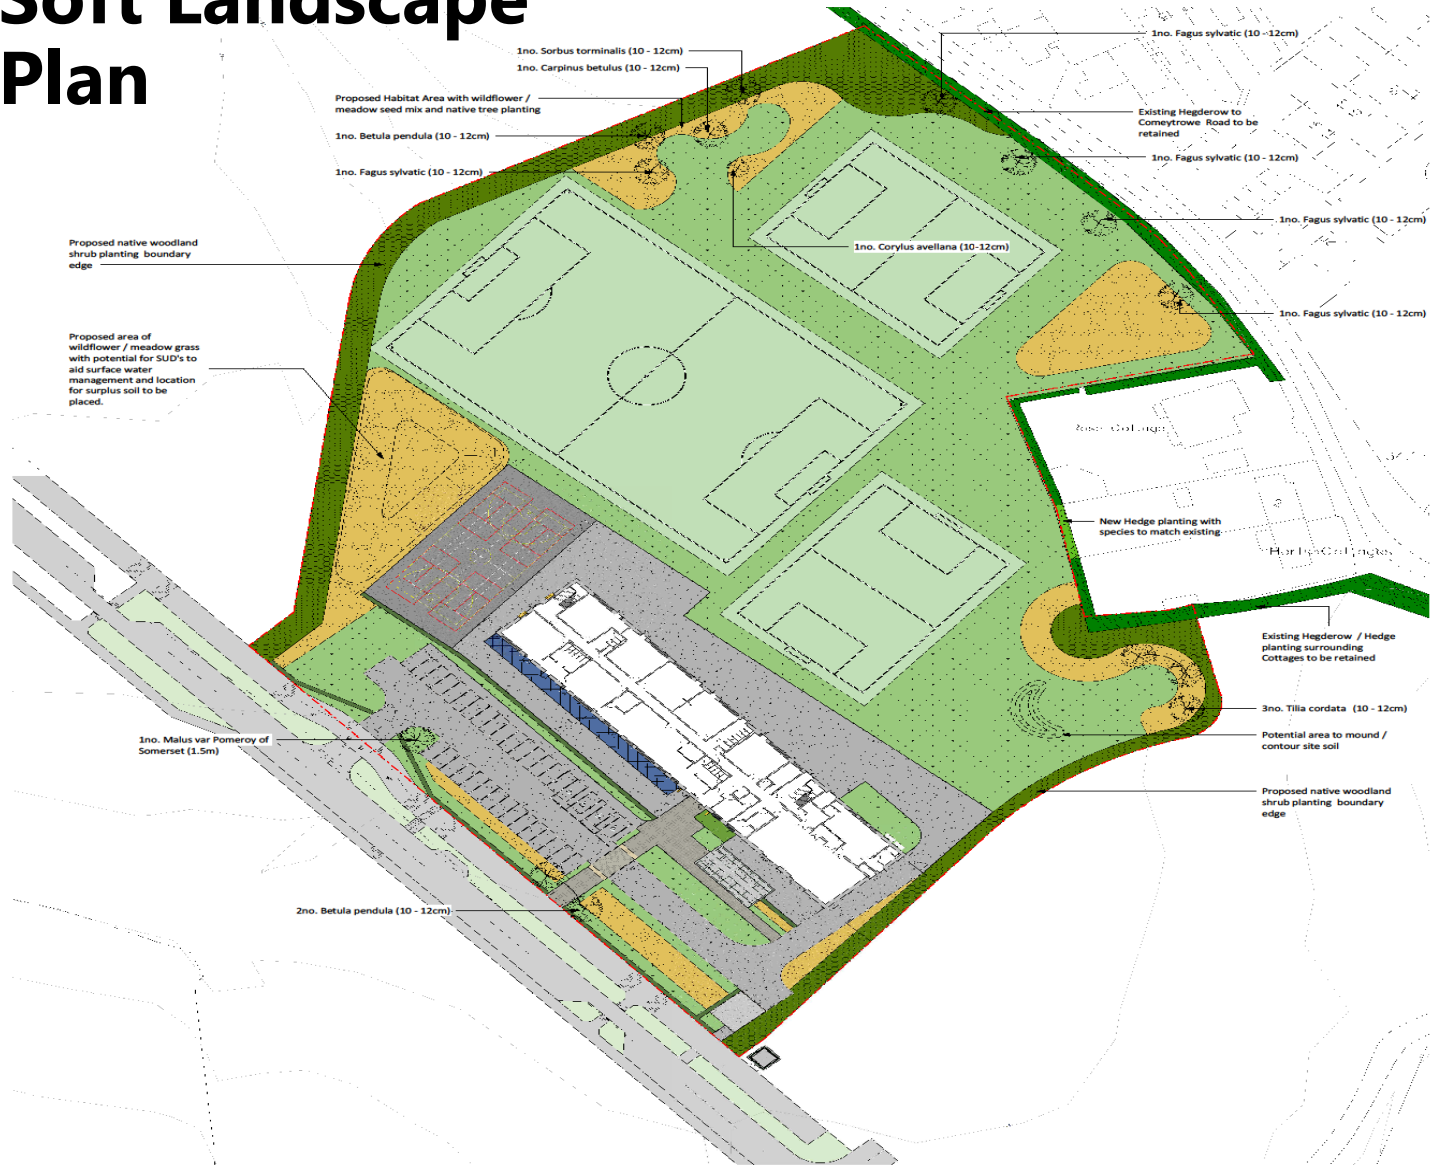 Soft Landscape
Plan
1no. Sorbus torminalis (10 - 12cm)
1no. Carpinus betulus (10 - 12cm)
Proposed Habitat Area with wildflower /
meadow seed mix and native tree planting
1no. Betula pendula (10 - 12cm)
1no. Fagus sylvatic (10 - 12cm)
1no. Fagus sylvatic (10 - 12cm)
Existing Hegderow to
Comeytrowe Road to be
retained
1no. Fagus sylvatic (10 - 12cm)
1no. Fagus sylvatic (10 - 12cm)
1no. Corylus avellana (10-12cm)
Proposed native woodland
shrub planting boundary
edge
1no. Fagus sylvatic (10 - 12cm)
Proposed area of
wildflower / meadow grass
with potential for SUD's to
aid surface water
management and location
for surplus soil to be
placed.
New Hedge planting with
species to match existing
Existing Hegderow / Hedge
planting surrounding
Cottages to be retained
3no. Tilia cordata (10 - 12cm)
Potential area to mound /
contour site soil
1no. Malus var Pomeroy of
Somerset (1.5m)
Proposed native woodland
shrub planting boundary
edge
2no. Betula pendula (10 - 12cm)